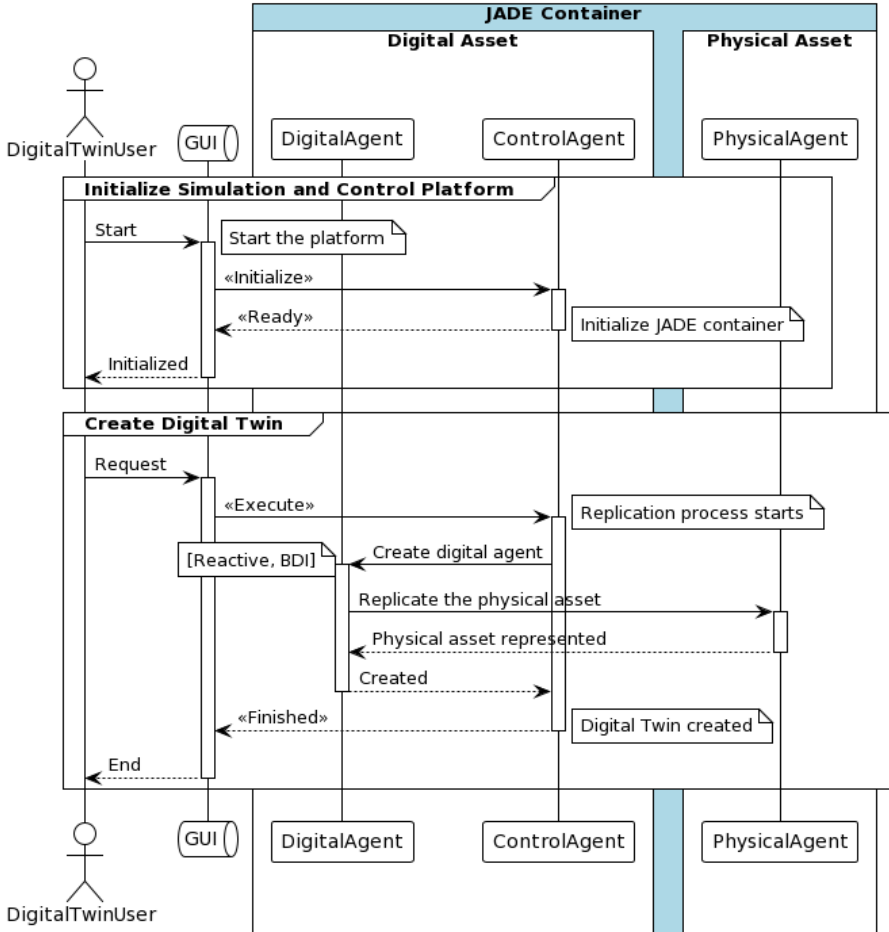 JADE Container
Digital Asset
Physical Asset
DigitalTwinUser
GUI
DigitalAgent
ControlAgent
PhysicalAgent
Initialize Simulation and Control Platform
Start
Start the platform
«Initialize»
«Ready»
Initialize JADE container
Initialized
Create Digital Twin
Request
«Execute»
Replication process starts
[Reactive, BDI]
Create digital agent
Replicate the physical asset
Physical asset represented
Created
«Finished»
Digital Twin created
End
DigitalTwinUser
GUI
DigitalAgent
ControlAgent
PhysicalAgent